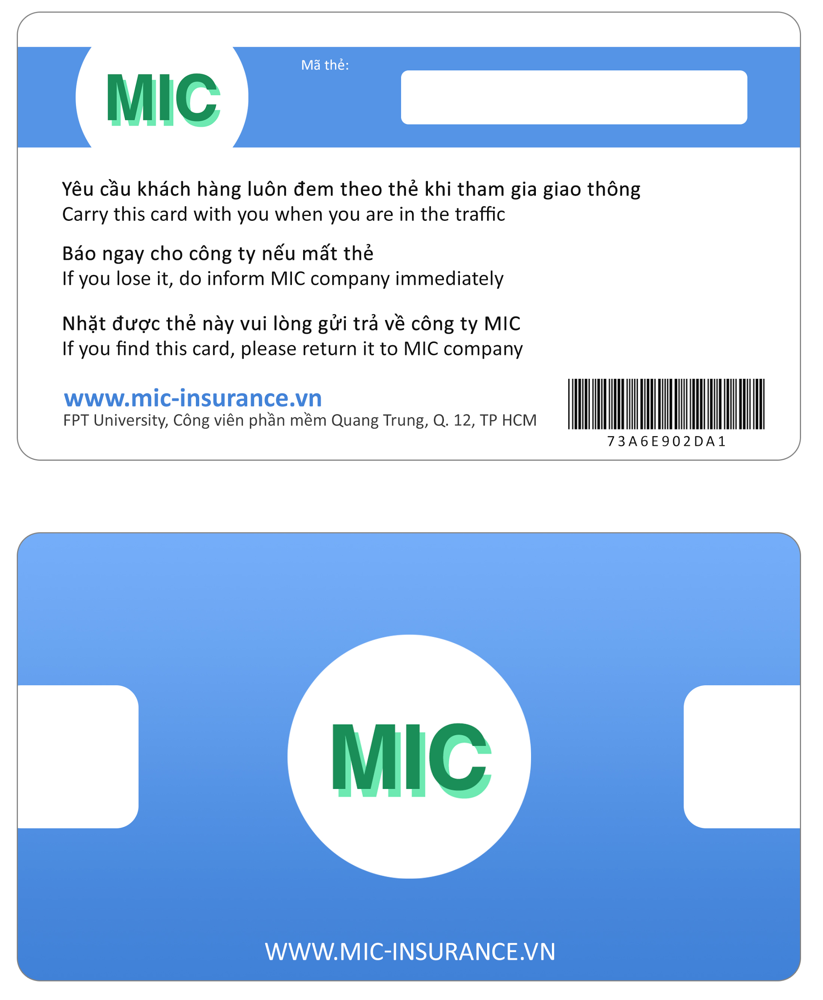 MIC
Mã thẻ:
Yêu cầu khách hàng luôn đem theo thẻ khi tham gia giao thông
Carry this card with you when you are in the traffic
Báo ngay cho công ty nếu mất thẻ
If you lose it, do inform MIC company immediately
Nhặt được thẻ này vui lòng gửi trả về công ty MIC
If you find this card, please return it to MIC company
www.mic-insurance.vn
FPT University, Công viên phần mềm Quang Trung, Q. 12, TP HCM
73A6E902DA1
MIC
WWW.MIC-INSURANCE.VN